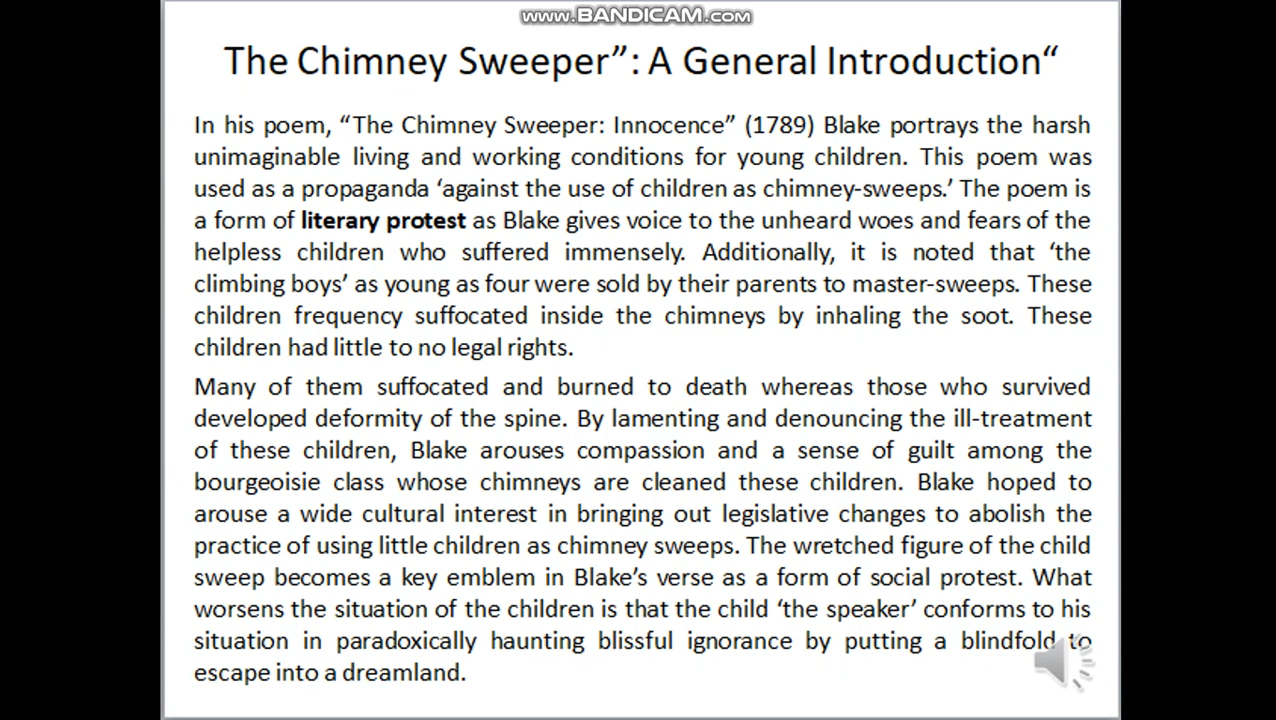 www.BANDICAM.com
The Chimney Sweeper”: A General Introduction“
In his poem, “The Chimney Sweeper: Innocence” (1789) Blake portrays the harsh
unimaginable living and working conditions for young children. This poem was
used as a propaganda ‘against the use of children as chimney-sweeps.’ The poem is
a form of literary protest as Blake gives voice to the unheard woes and fears of the
helpless children who suffered immensely. Additionally, it is noted that ‘the
climbing boys’ as young as four were sold by their parents to master-sweeps. These
children frequency suffocated inside the chimneys by inhaling the soot. These
children had little to no legal rights.
Many of them suffocated and burned to death whereas those who survived
developed deformity of the spine. By lamenting and denouncing the ill-treatment
of these children, Blake arouses compassion and a sense of guilt among the
bourgeoisie class whose chimneys are cleaned these children. Blake hoped to
arouse a wide cultural interest in bringing out legislative changes to abolish the
practice of using little children as chimney sweeps. The wretched figure of the child
sweep becomes a key emblem in Blake’s verse as a form of social protest. What
worsens the situation of the children is that the child ‘the speaker’ conforms to his
situation in paradoxically haunting blissful ignorance by putting a blindfold to
escape into a dreamland.